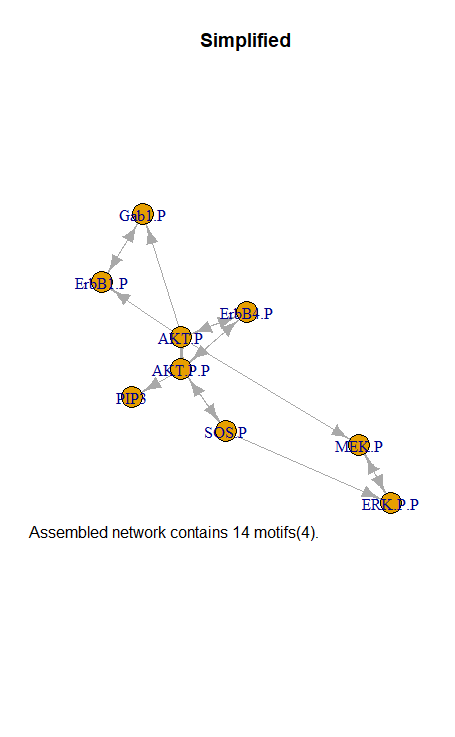 Simplified
Gab1.P
ErbB1.P
ErbB4.P
AKT.P
AKT.P.P
PIP3
SOS.P
MEK.P
ERK.P.P
Assembled network contains 14 motifs(4).